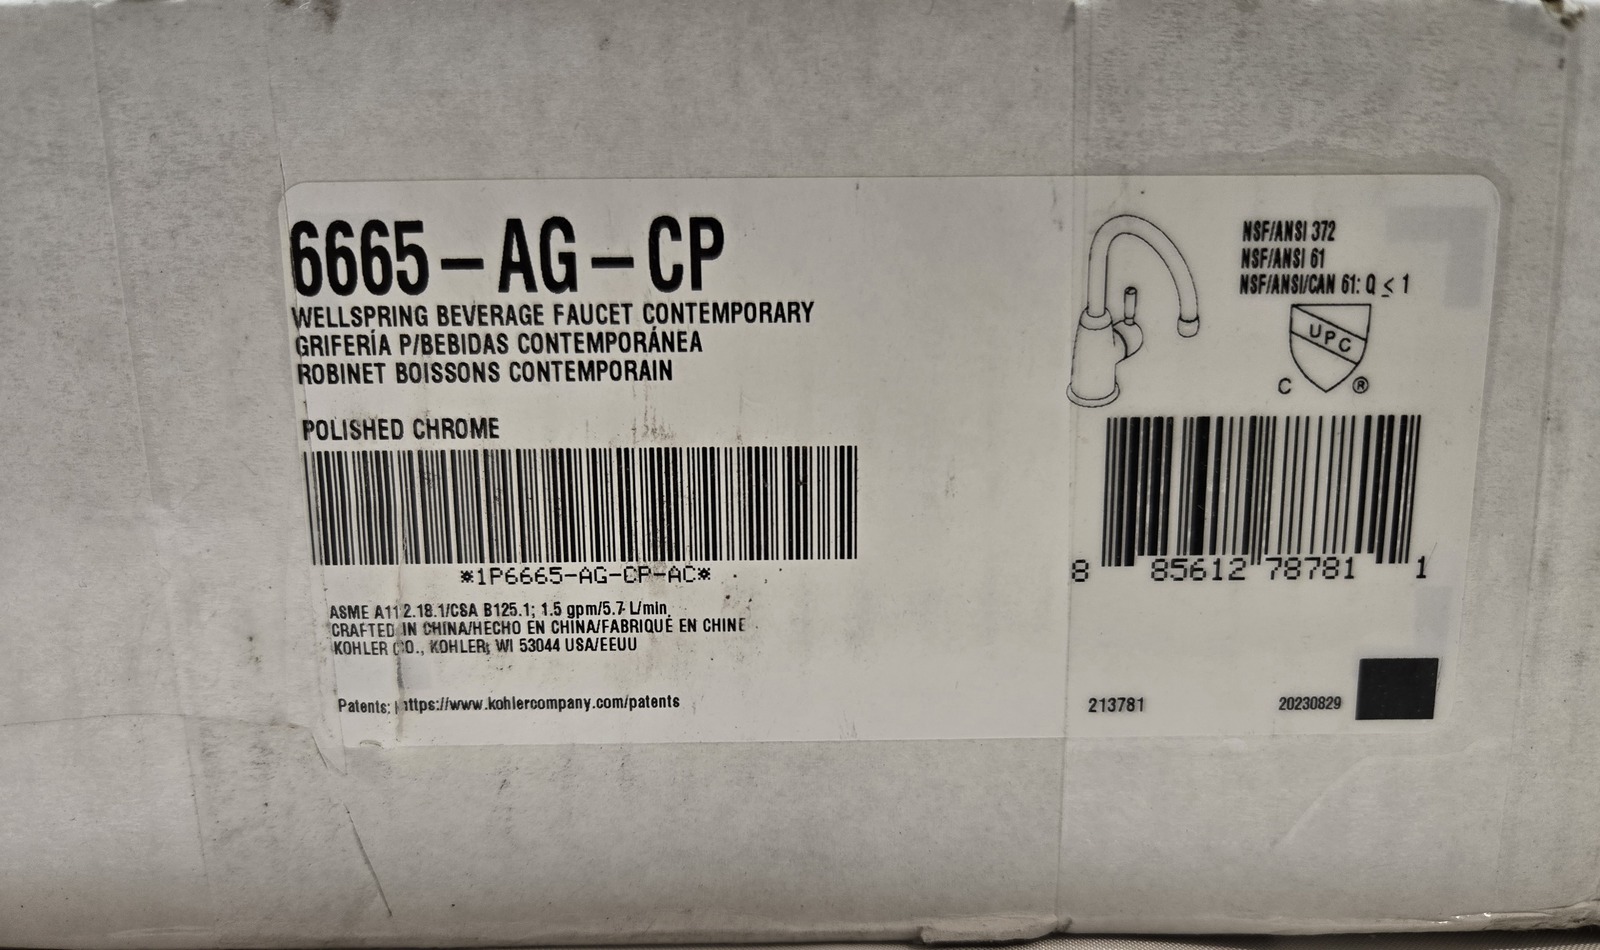 6665-AG-CP
WELLSPRING BEVERAGE FAUCET CONTEMPORARY
GRIFERÍA P/BEBIDAS CONTEMPORÁNEA
ROBINET BOISSONS CONTEMPORAIN
POLISHED CHROME
*1P6665-AG-CP-AC*
ASME A112.18.1/CSA B125.1; 1.5 gpm/5.7 L/min,
CRAFTED IN CHINA/HECHO EN CHINA/FABRIQUÉ EN CHINE
KOHLER CO., KOHLER, WI 53044 USA/EEUU
Patents: https://www.kohlercompany.com/patents
NSF/ANSI 372
NSF/ANSI 61
NSF/ANSI/CAN 61: Q ≤ 1
UPC
C ®
8 85612 78781 1
213781 20230829